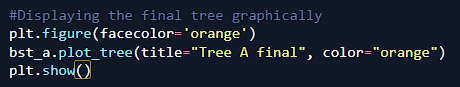 #Displaying the final tree graphically
plt.figure(facecolor='orange')
bst_a.plot_tree(title="Tree A final", color="orange")
plt.show()